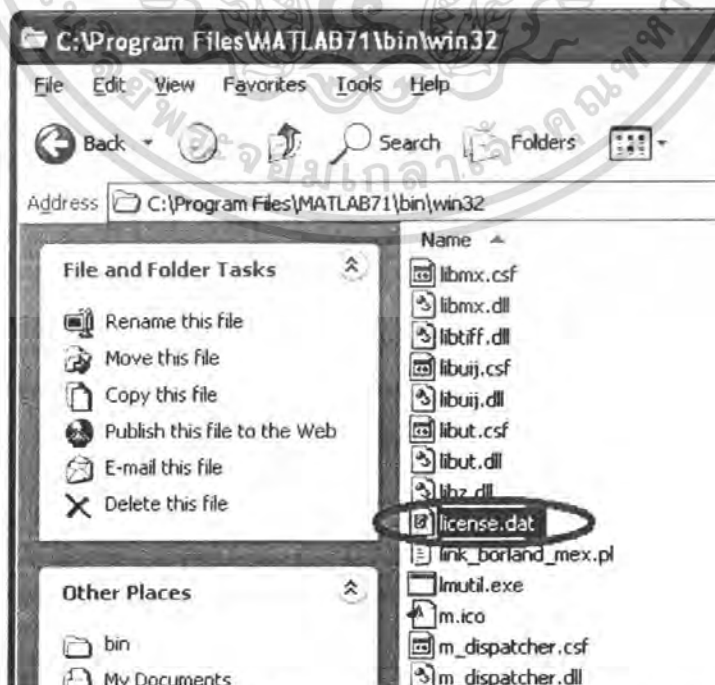 C:\Program Files\MATLAB71\bin\win32
File Edit View Favorites Tools Help
Back Search Folders
Address C:\Program Files\MATLAB71\bin\win32
File and Folder Tasks
Rename this file
Move this file
Copy this file
Publish this file to the Web
E-mail this file
Delete this file
Other Places
bin
My Documents
Name
libmx.csf
libmx.dll
libtiff.dll
libuij.csf
libuij.dll
libut.csf
libut.dll
libz.dll
license.dat
link_borland_mex.pl
lmutil.exe
m.ico
m_dispatcher.csf
m_dispatcher.dll